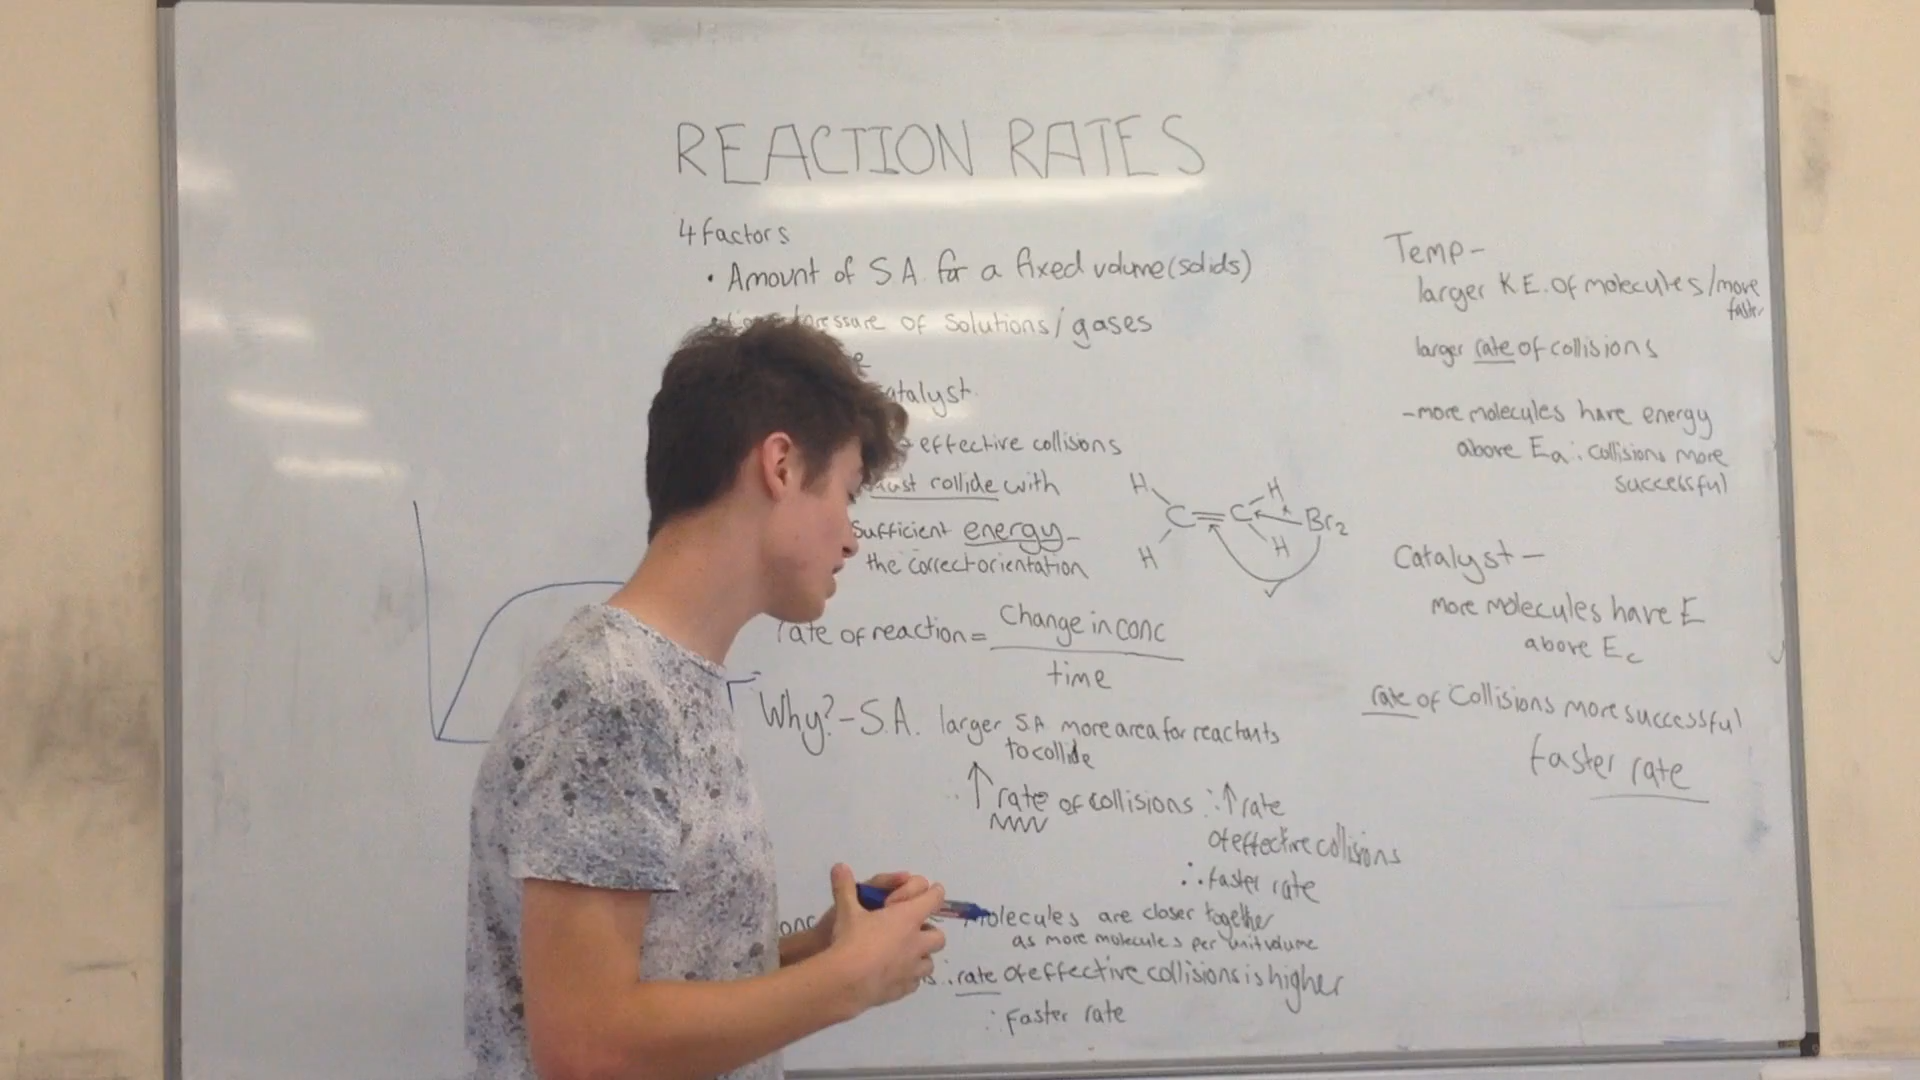 REACTION RATES
4 factors
• Amount of S.A. for a fixed volume (solids)
pressure of solutions/gases
effective collisions
must collide with
sufficient energy -
the correct orientation
H H
C = C Br2
H H
rate of reaction = Change in conc
time
Why? - S.A. larger S.A. more area for reactants
to collide
∴ ↑ rate of collisions ∴ ↑ rate
of effective collisions
∴ faster rate
Molecules are closer together
as more molecules per unit volume
∴ rate of effective collisions is higher
∴ Faster rate
Temp -
larger K.E. of molecules/move
faster
larger rate of collisions
- more molecules have energy
above Ea ∴ collisions more
successful
Catalyst -
more molecules have E
above Ec
rate of Collisions more successful
faster rate